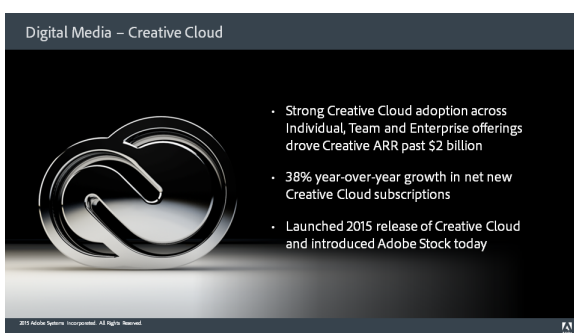 Digital Media – Creative Cloud
• Strong Creative Cloud adoption across
Individual, Team and Enterprise offerings
drove Creative ARR past $2 billion
• 38% year-over-year growth in net new
Creative Cloud subscriptions
• Launched 2015 release of Creative Cloud
and introduced Adobe Stock today
2015 Adobe Systems Incorporated. All Rights Reserved.